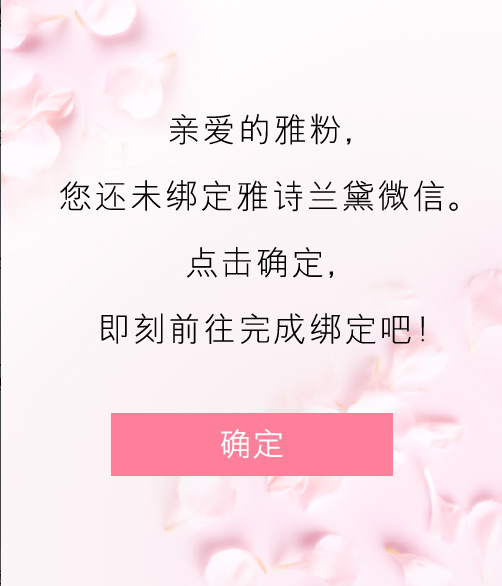 亲爱的雅粉，
您还未绑定雅诗兰黛微信。
点击确定，
即刻前往完成绑定吧！
确定